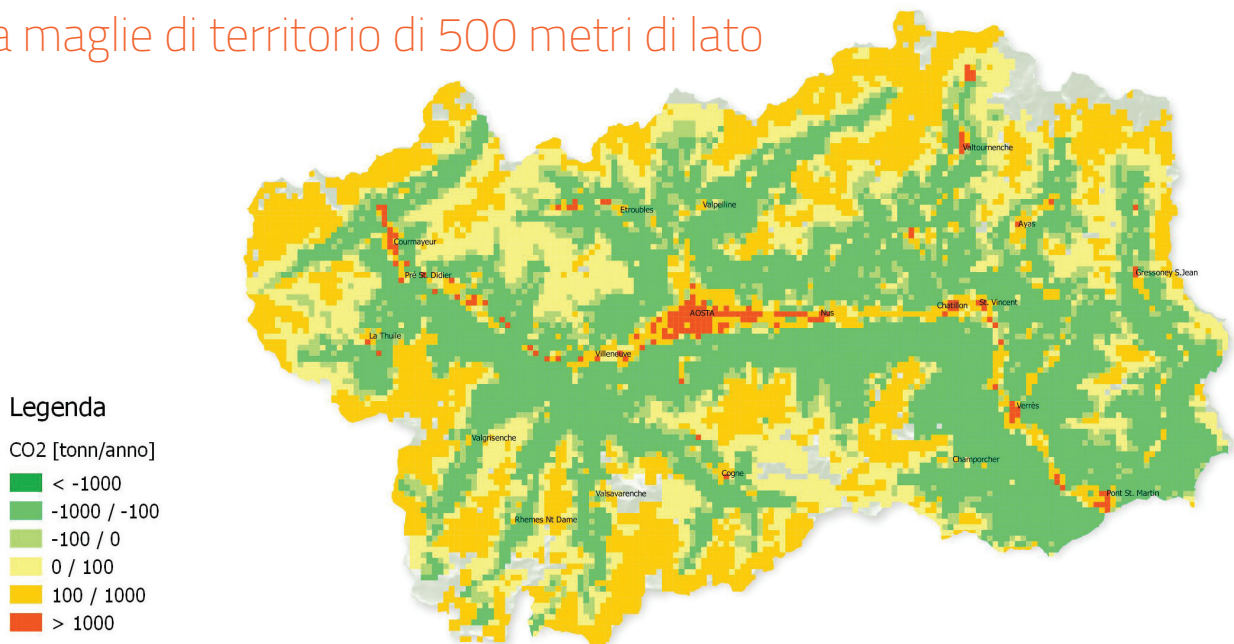 a maglie di territorio di 500 metri di lato
Valtournenche
Etroubles
Valpelline
Ayas
Courmayeur
Pré St. Didier
Gressoney S.Jean
AOSTA
Nus
Chatillon
St. Vincent
La Thuile
Villeneuve
Verrès
Valgrisenche
Champorcher
Cogne
Valsavarenche
Pont St. Martin
Rhemes Nt Dame
Legenda
CO2 [tonn/anno]
< -1000
-1000 / -100
-100 / 0
0 / 100
100 / 1000
> 1000